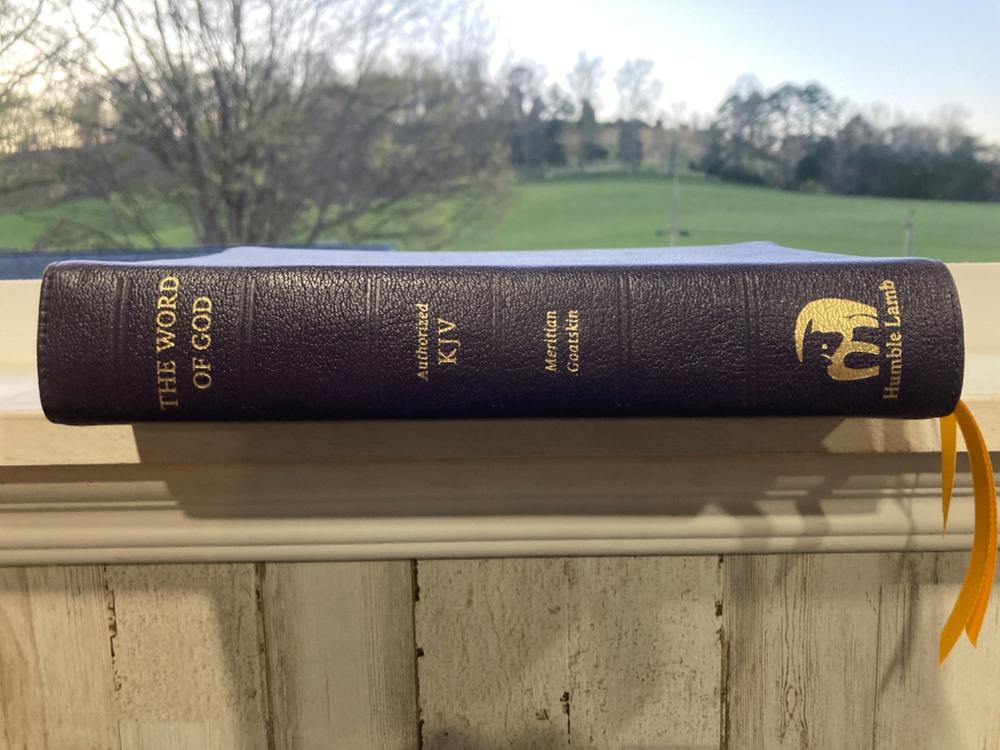 THE WORD
OF GOD
Authorized
KJV
Meritian
Goatskin
Humble Lamb